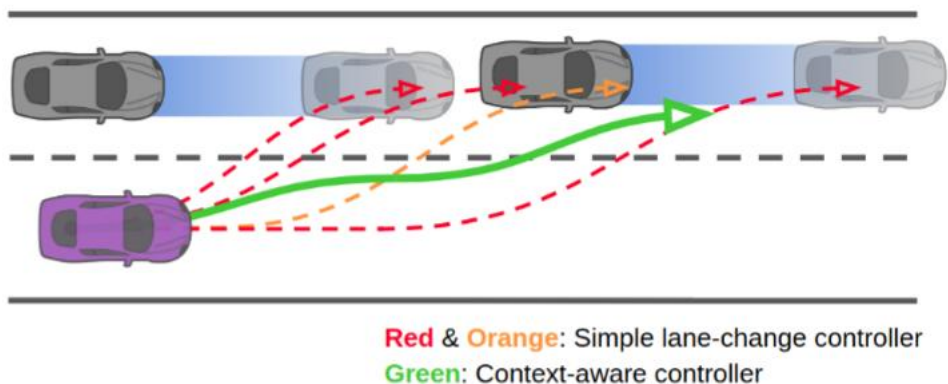 Red & Orange: Simple lane-change controller
Green: Context-aware controller